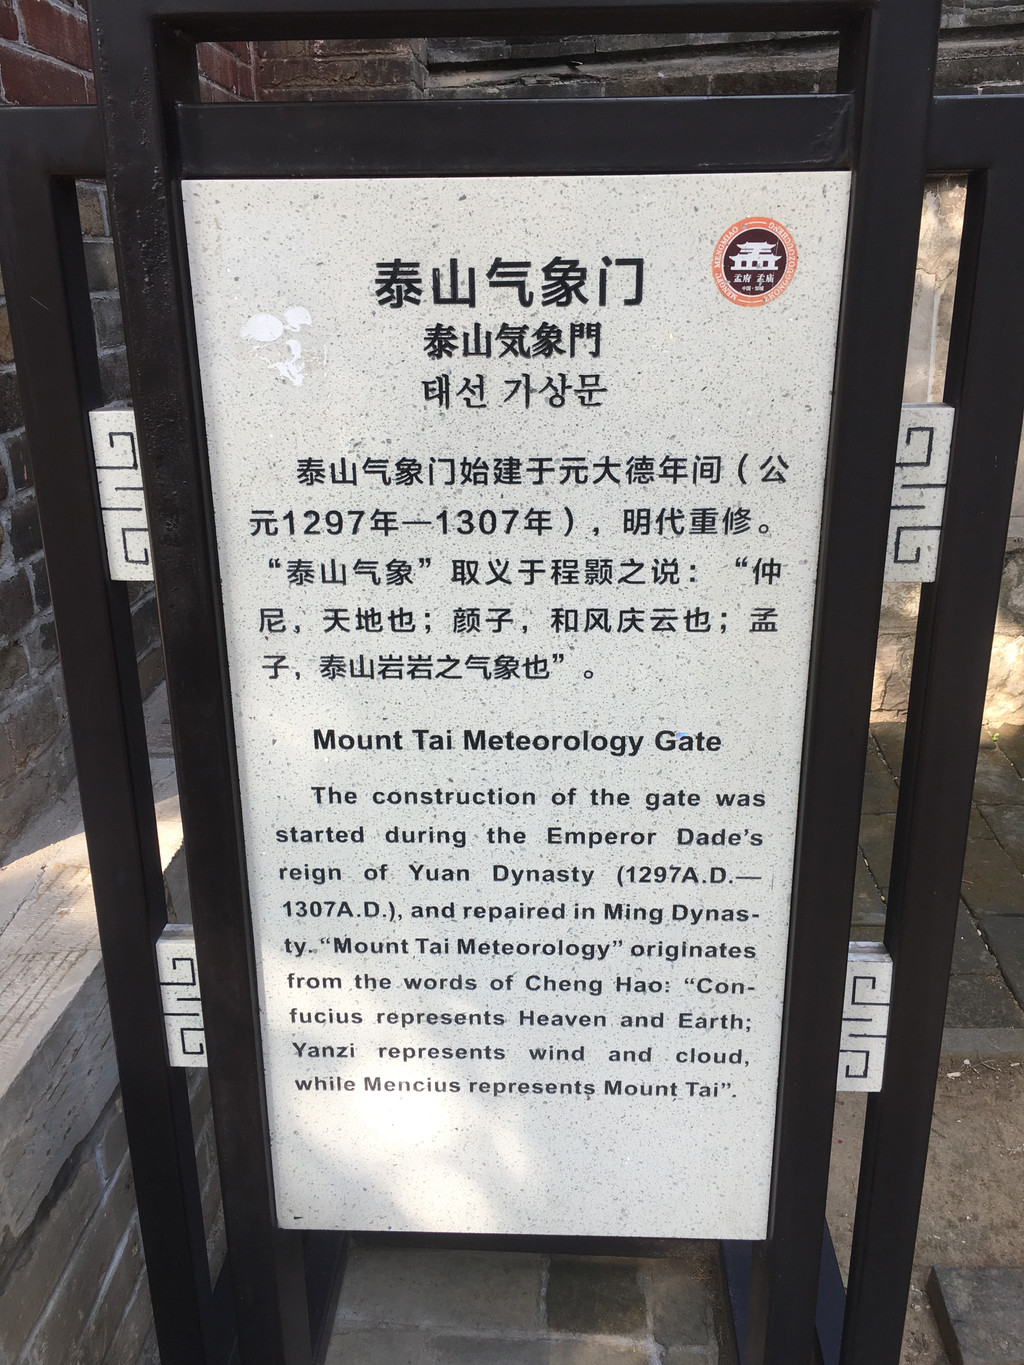 泰山气象门
泰山気象門
태선 가상문
孟府 孟庙
泰山气象门始建于元大德年间（公
元1297年—1307年），明代重修。
“泰山气象”取义于程颢之说：“仲
尼，天地也；颜子，和风庆云也；孟
子，泰山岩岩之气象也”。
Mount Tai Meteorology Gate
The construction of the gate was
started during the Emperor Dade’s
reign of Yuan Dynasty (1297A.D.—
1307A.D.), and repaired in Ming Dynas-
ty. “Mount Tai Meteorology” originates
from the words of Cheng Hao: “Con-
fucius represents Heaven and Earth;
Yanzi represents wind and cloud,
while Mencius represents Mount Tai”.